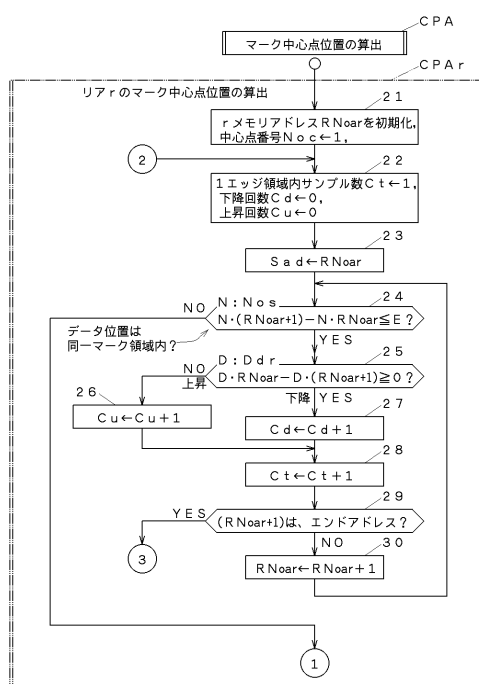 CPA
マーク中心点位置の算出
CPAr
リアrのマーク中心点位置の算出
21
rメモリアドレスRNoarを初期化,
中心点番号Noc←1,
2
22
1エッジ領域内サンプル数Ct←1,
下降回数Cd←0,
上昇回数Cu←0
23
Sad←RNoar
NO
N:Nos
24
N・(RNoar+1)-N・RNoar≦E?
データ位置は
同一マーク領域内?
YES
D:Ddr
25
NO
D・RNoar-D・(RNoar+1)≧0?
上昇
26
下降 YES
Cu←Cu+1
27
Cd←Cd+1
28
Ct←Ct+1
29
YES
(RNoar+1)は、エンドアドレス?
NO
30
3
RNoar←RNoar+1
1